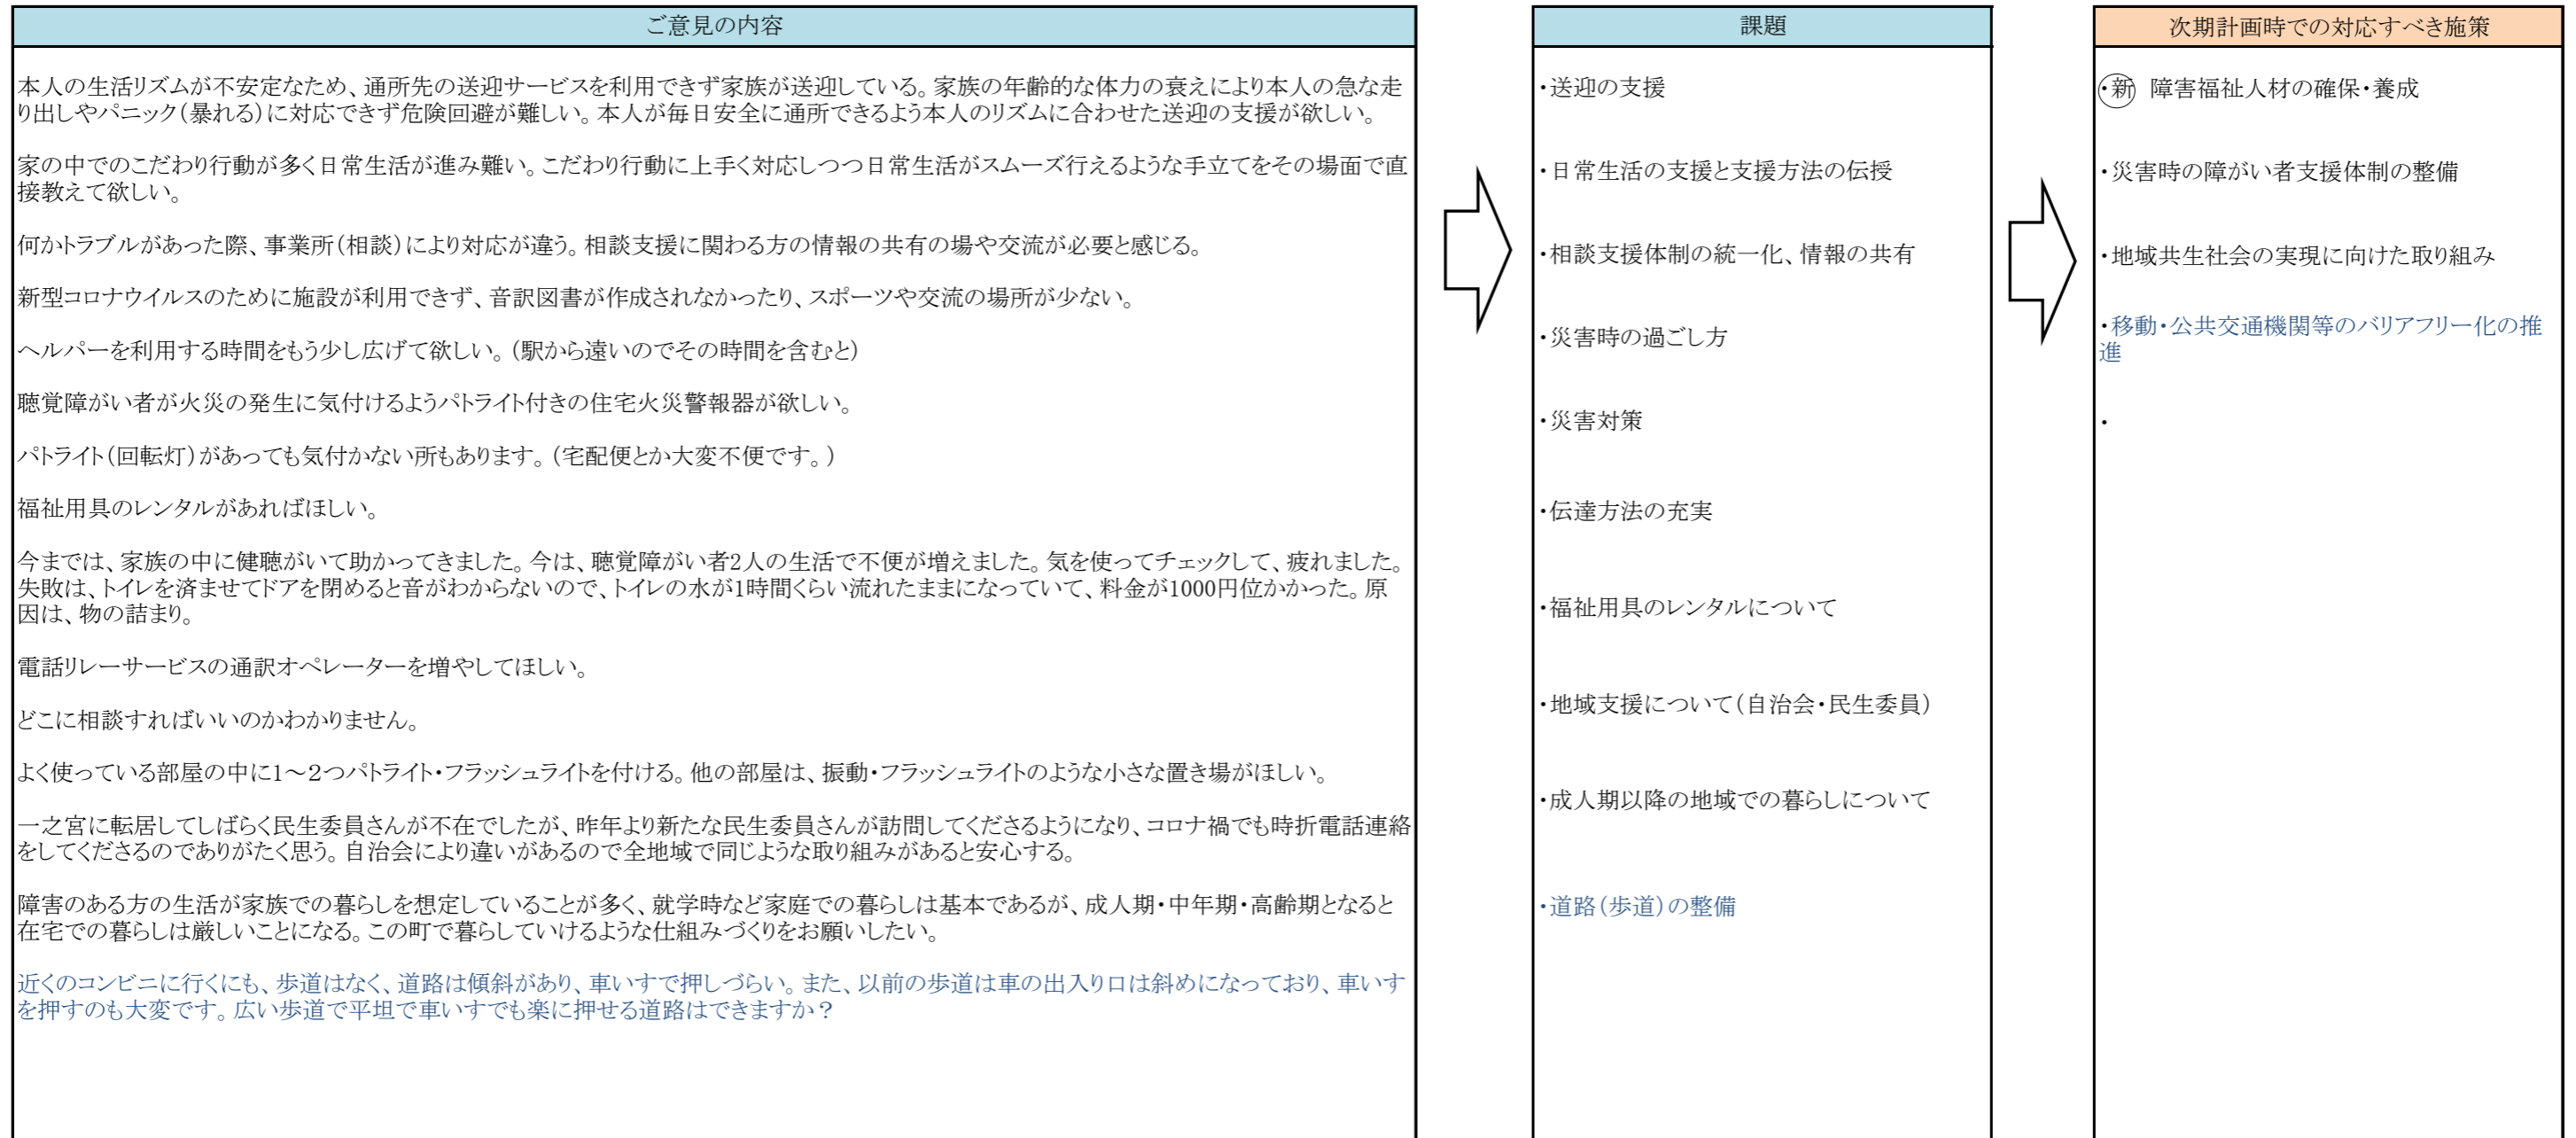 ご意見の内容
本人の生活リズムが不安定なため、通所先の送迎サービスを利用できず家族が送迎している。家族の年齢的な体力の衰えにより本人の急な走
り出しやパニック(暴れる)に対応できず危険回避が難しい。本人が毎日安全に通所できるよう本人のリズムに合わせた送迎の支援が欲しい。
家の中でのこだわり行動が多く日常生活が進み難い。こだわり行動に上手く対応しつつ日常生活がスムーズ行えるような手立てをその場面で直
接教えて欲しい。
何かトラブルがあった際、事業所(相談)により対応が違う。相談支援に関わる方の情報の共有の場や交流が必要と感じる。
新型コロナウイルスのために施設が利用できず、音訳図書が作成されなかったり、スポーツや交流の場所が少ない。
ヘルパーを利用する時間をもう少し広げて欲しい。(駅から遠いのでその時間を含むと)
聴覚障がい者が火災の発生に気付けるようパトライト付きの住宅火災警報器が欲しい。
パトライト(回転灯)があっても気付かない所もあります。(宅配便とか大変不便です。)
福祉用具のレンタルがあればほしい。
今までは、家族の中に健聴がいて助かってきました。今は、聴覚障がい者2人の生活で不便が増えました。気を使ってチェックして、疲れました。
失敗は、トイレを済ませてドアを閉めると音がわからないので、トイレの水が1時間くらい流れたままになっていて、料金が1000円位かかった。原
因は、物の詰まり。
電話リレーサービスの通訳オペレーターを増やしてほしい。
どこに相談すればいいのかわかりません。
よく使っている部屋の中に1～2つパトライト・フラッシュライトを付ける。他の部屋は、振動・フラッシュライトのような小さな置き場がほしい。
一之宮に転居してしばらく民生委員さんが不在でしたが、昨年より新たな民生委員さんが訪問してくださるようになり、コロナ禍でも時折電話連絡
をしてくださるのでありがたく思う。自治会により違いがあるので全地域で同じような取り組みがあると安心する。
障害のある方の生活が家族での暮らしを想定していることが多く、就学時など家庭での暮らしは基本であるが、成人期・中年期・高齢期となると
在宅での暮らしは厳しいことになる。この町で暮らしていけるような仕組みづくりをお願いしたい。
近くのコンビニに行くにも、歩道はなく、道路は傾斜があり、車いすで押しづらい。また、以前の歩道は車の出入り口は斜めになっており、車いす
を押すのも大変です。広い歩道で平坦で車いすでも楽に押せる道路はできますか？
課題
・送迎の支援
・日常生活の支援と支援方法の伝授
・相談支援体制の統一化、情報の共有
・災害時の過ごし方
・災害対策
・伝達方法の充実
・福祉用具のレンタルについて
・地域支援について(自治会・民生委員)
・成人期以降の地域での暮らしについて
・道路(歩道)の整備
次期計画時での対応すべき施策
・新 障害福祉人材の確保・養成
・災害時の障がい者支援体制の整備
・地域共生社会の実現に向けた取り組み
・移動・公共交通機関等のバリアフリー化の推
進
・